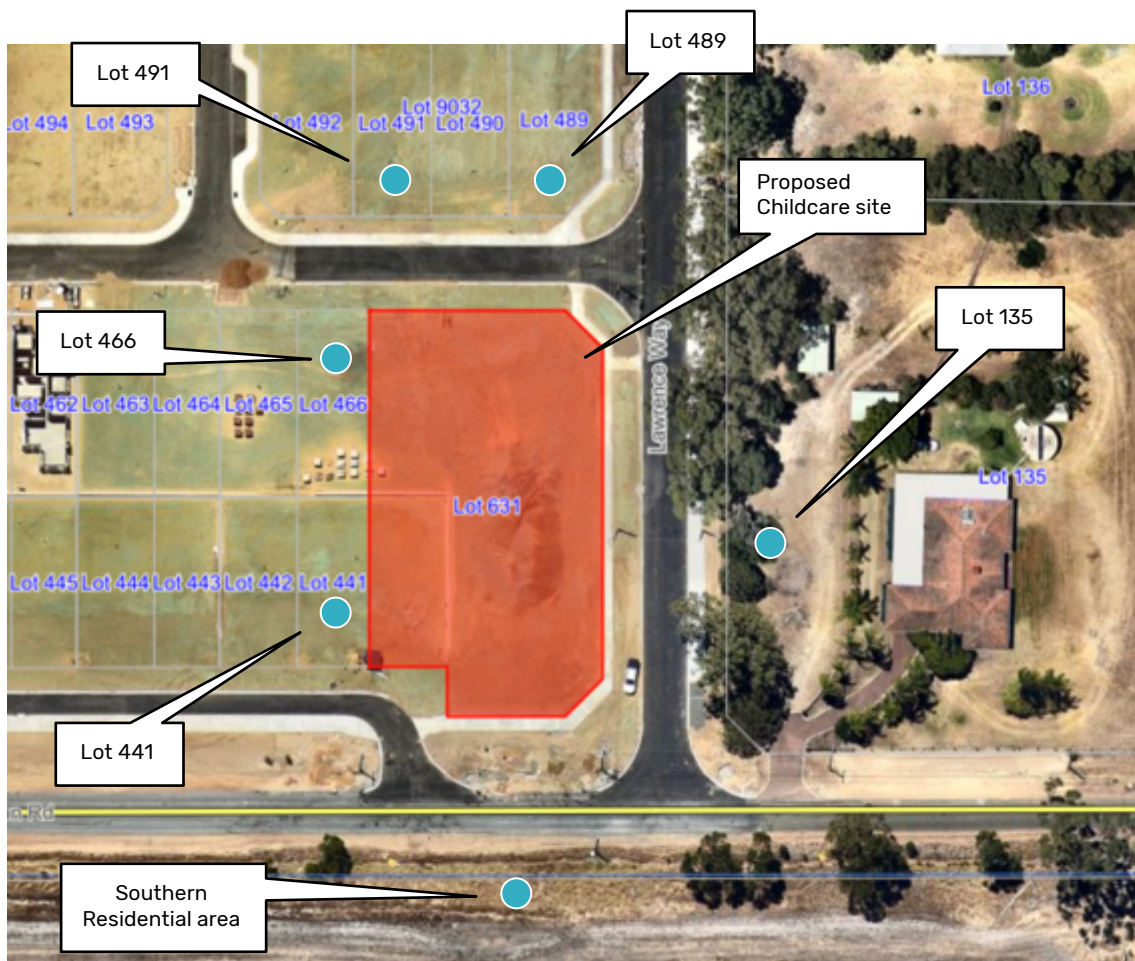 Lot 489
Lot 491
Lot 136
Lot 9032
Lot 494
Lot 493
Lot 492
Lot 491
Lot 490
Lot 489
Proposed
Childcare site
Lot 135
Lot 466
Lawrence Way
Lot 462
Lot 463
Lot 464
Lot 465
Lot 466
Lot 135
Lot 631
Lot 445
Lot 444
Lot 443
Lot 442
Lot 441
Lot 441
Rd
Southern
Residential area